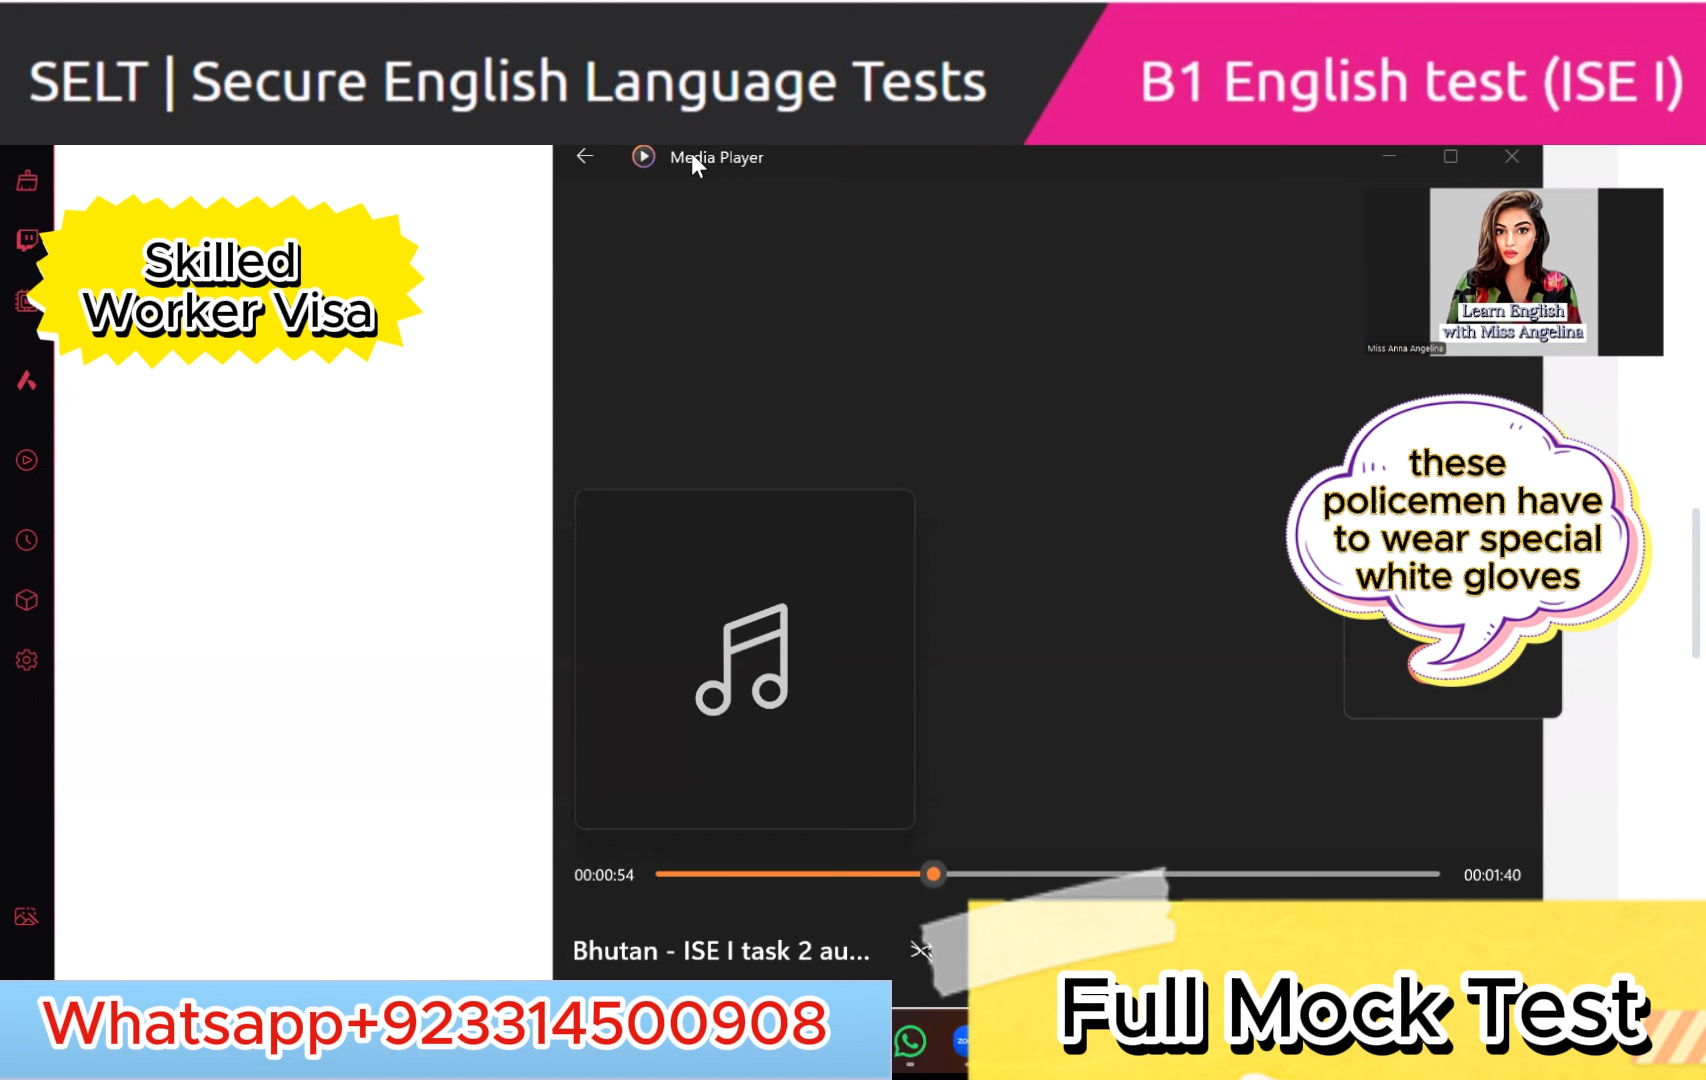 SELT | Secure English Language Tests
B1 English test (ISE I)
Media Player
Skilled
Worker Visa
Learn English
with Miss Angelina
Miss Anna Angelina
these
policemen have
to wear special
white gloves
00:00:54
00:01:40
Bhutan - ISE I task 2 au...
Whatsapp+923314500908
zo
Full Mock Test